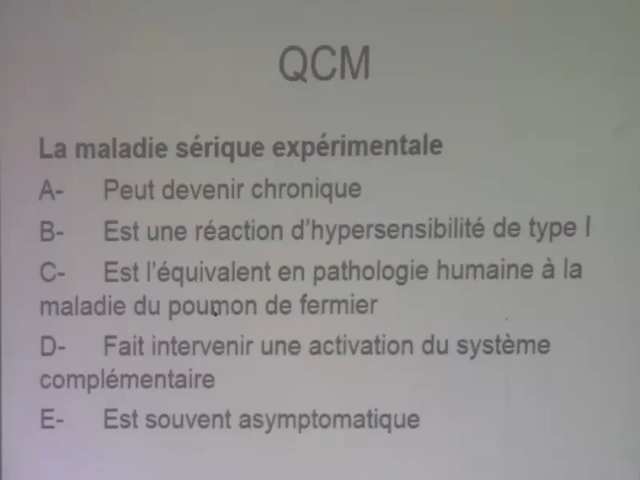 QCM
La maladie sérique expérimentale
A- Peut devenir chronique
B- Est une réaction d'hypersensibilité de type I
C- Est l'équivalent en pathologie humaine à la
maladie du poumon de fermier
D- Fait intervenir une activation du système
complémentaire
E- Est souvent asymptomatique